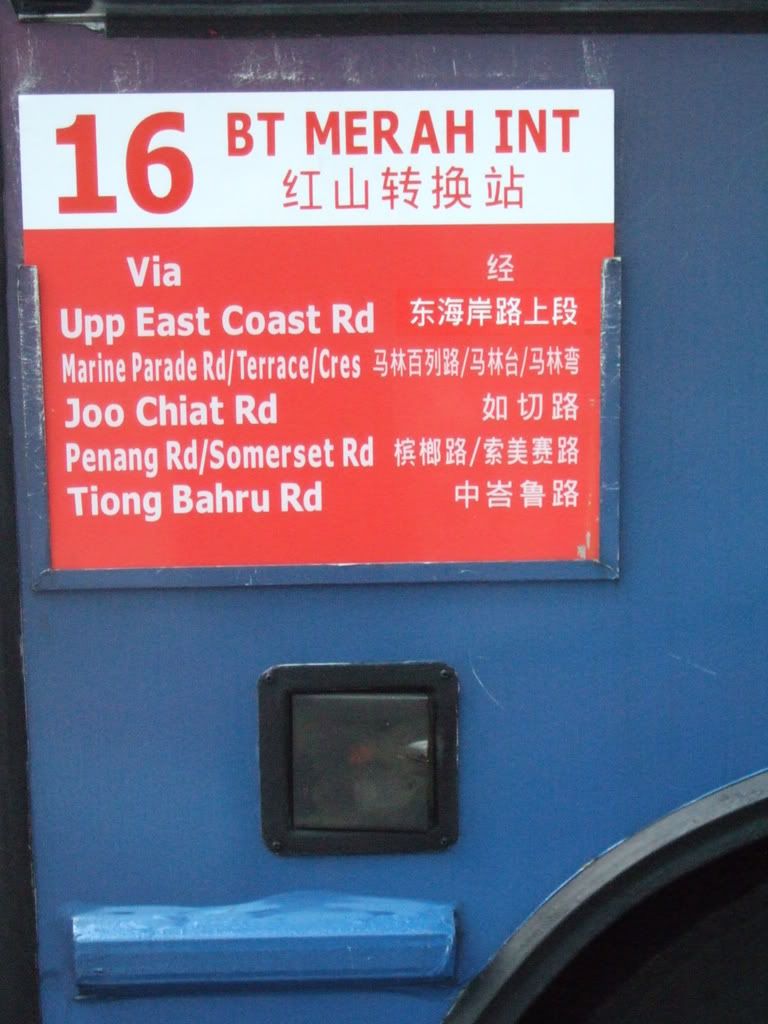 16 BT MERAH INT
红山转换站
Via 经
Upp East Coast Rd 东海岸路上段
Marine Parade Rd/Terrace/Cres 马林百列路/马林台/马林弯
Joo Chiat Rd 如切路
Penang Rd/Somerset Rd 槟榔路/索美赛路
Tiong Bahru Rd 中峇鲁路